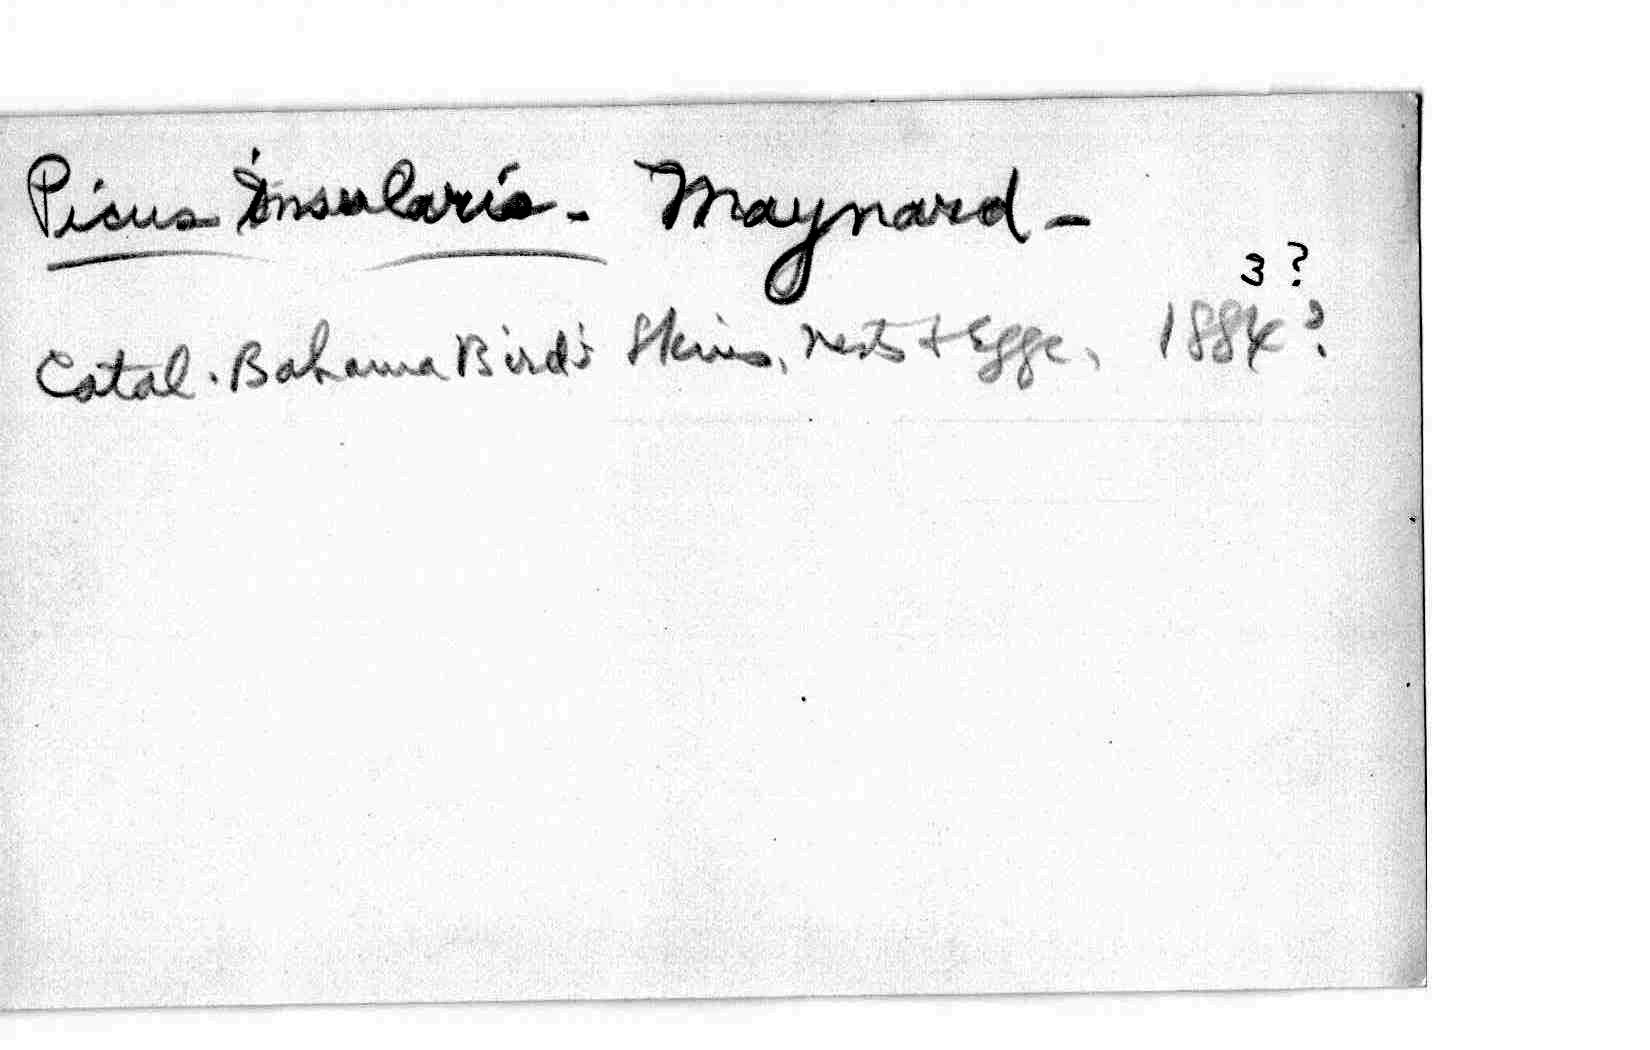 Picus insularis - Maynard -
3 ?
Catal. Bahama Birds' Skins, nests + Eggs, 1884 ?